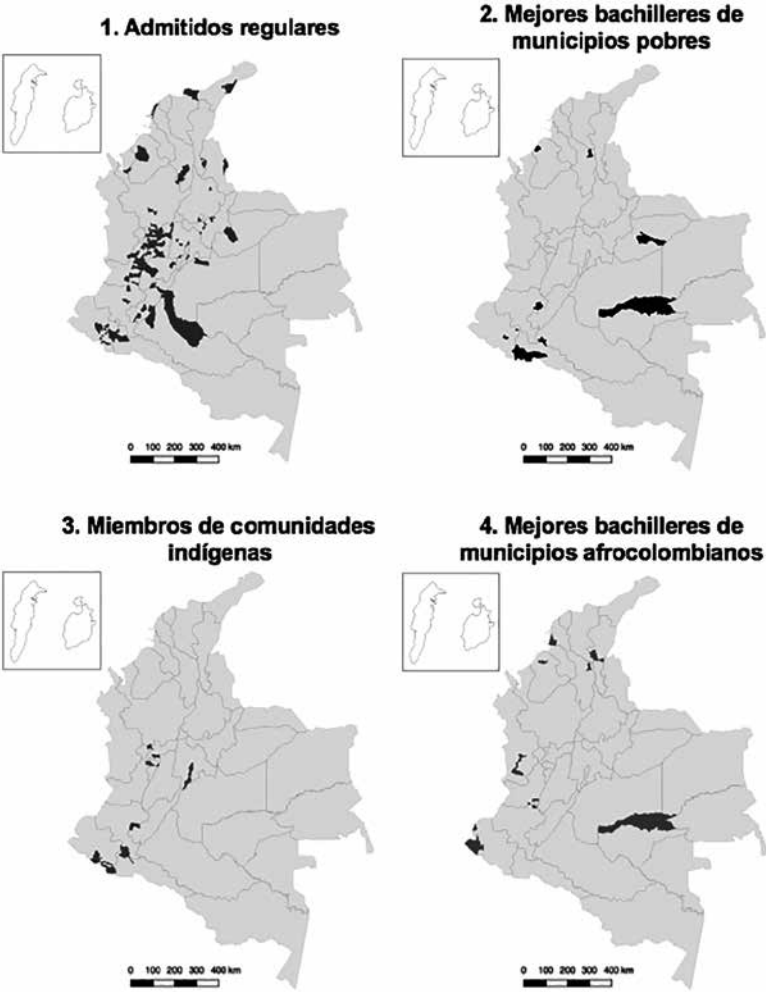 1. Admitidos regulares
2. Mejores bachilleres de
municipios pobres
0 100 200 300 400 km
0 100 200 300 400 km
3. Miembros de comunidades
indígenas
4. Mejores bachilleres de
municipios afrocolombianos
0 100 200 300 400 km
0 100 200 300 400 km